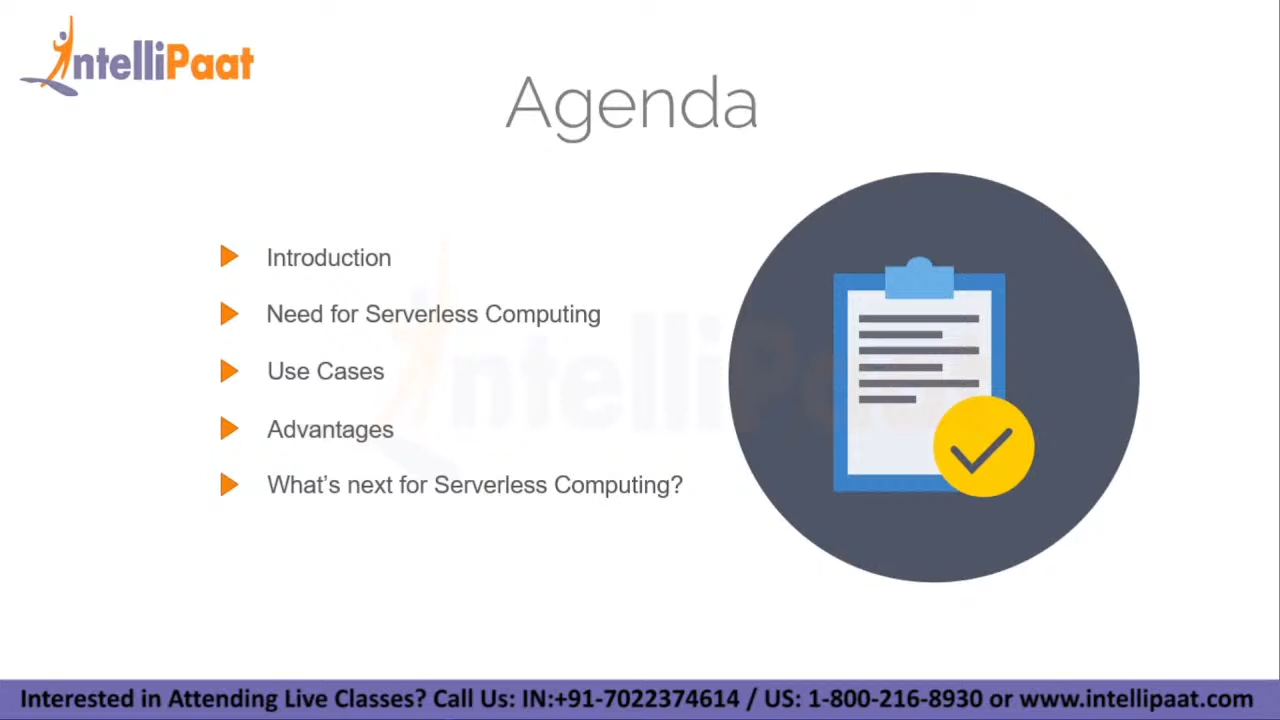 IntelliPaat
Agenda
Introduction
Need for Serverless Computing
Use Cases
Advantages
What’s next for Serverless Computing?
IntelliPaat
Interested in Attending Live Classes? Call Us: IN:+91-7022374614 / US: 1-800-216-8930 or www.intellipaat.com